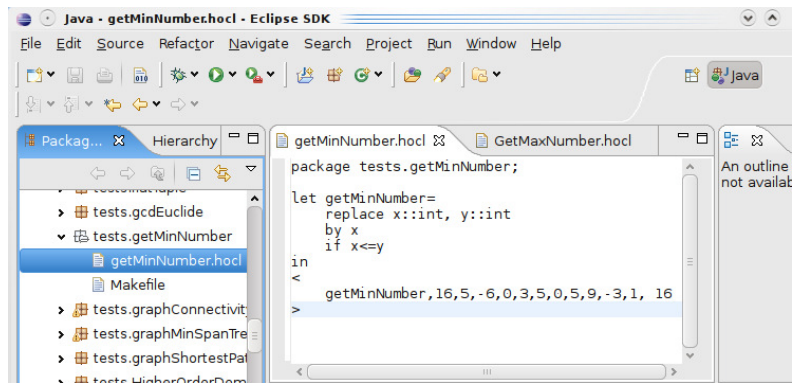 Java - getMinNumber.hocl - Eclipse SDK
File Edit Source Refactor Navigate Search Project Run Window Help
Java
Packag... Hierarchy
getMinNumber.hocl GetMaxNumber.hocl
tests.gcdEuclide
tests.getMinNumber
getMinNumber.hocl
Makefile
tests.graphConnectivit
tests.graphMinSpanTre
tests.graphShortestPat
tests.HigherOrderDem
package tests.getMinNumber;
let getMinNumber=
replace x::int, y::int
by x
if x<=y
in
<
getMinNumber,16,5,-6,0,3,5,0,5,9,-3,1, 16
>
An outline
not availab